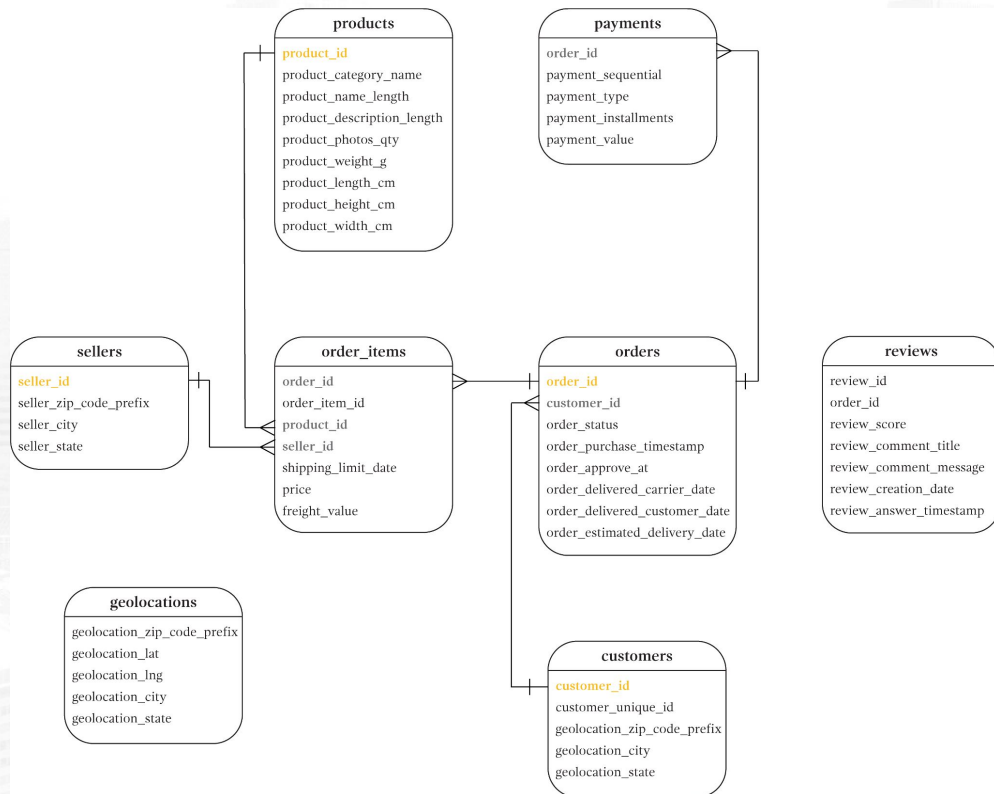 products
product_id
product_category_name
product_name_length
product_description_length
product_photos_qty
product_weight_g
product_length_cm
product_height_cm
product_width_cm
payments
order_id
payment_sequential
payment_type
payment_installments
payment_value
sellers
seller_id
seller_zip_code_prefix
seller_city
seller_state
order_items
order_id
order_item_id
product_id
seller_id
shipping_limit_date
price
freight_value
orders
order_id
customer_id
order_status
order_purchase_timestamp
order_approve_at
order_delivered_carrier_date
order_delivered_customer_date
order_estimated_delivery_date
reviews
review_id
order_id
review_score
review_comment_title
review_comment_message
review_creation_date
review_answer_timestamp
geolocations
geolocation_zip_code_prefix
geolocation_lat
geolocation_lng
geolocation_city
geolocation_state
customers
customer_id
customer_unique_id
geolocation_zip_code_prefix
geolocation_city
geolocation_state